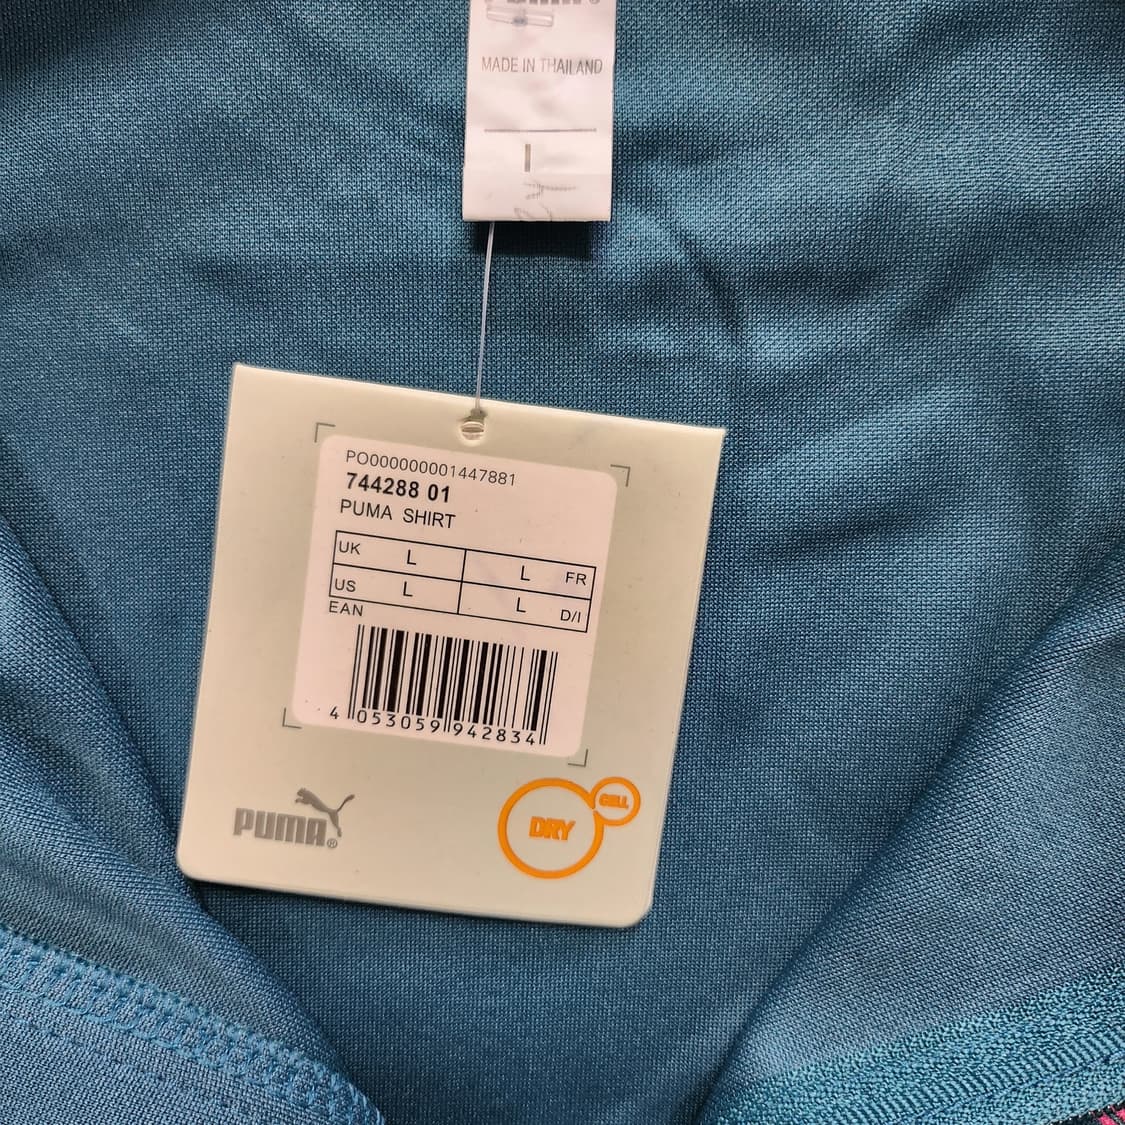 MADE IN THAILAND
PO000000001447881
744288 01
PUMA SHIRT
UK L L FR
US L L D/I
EAN
4 053059 942834
PUMA®
DRY
CELL